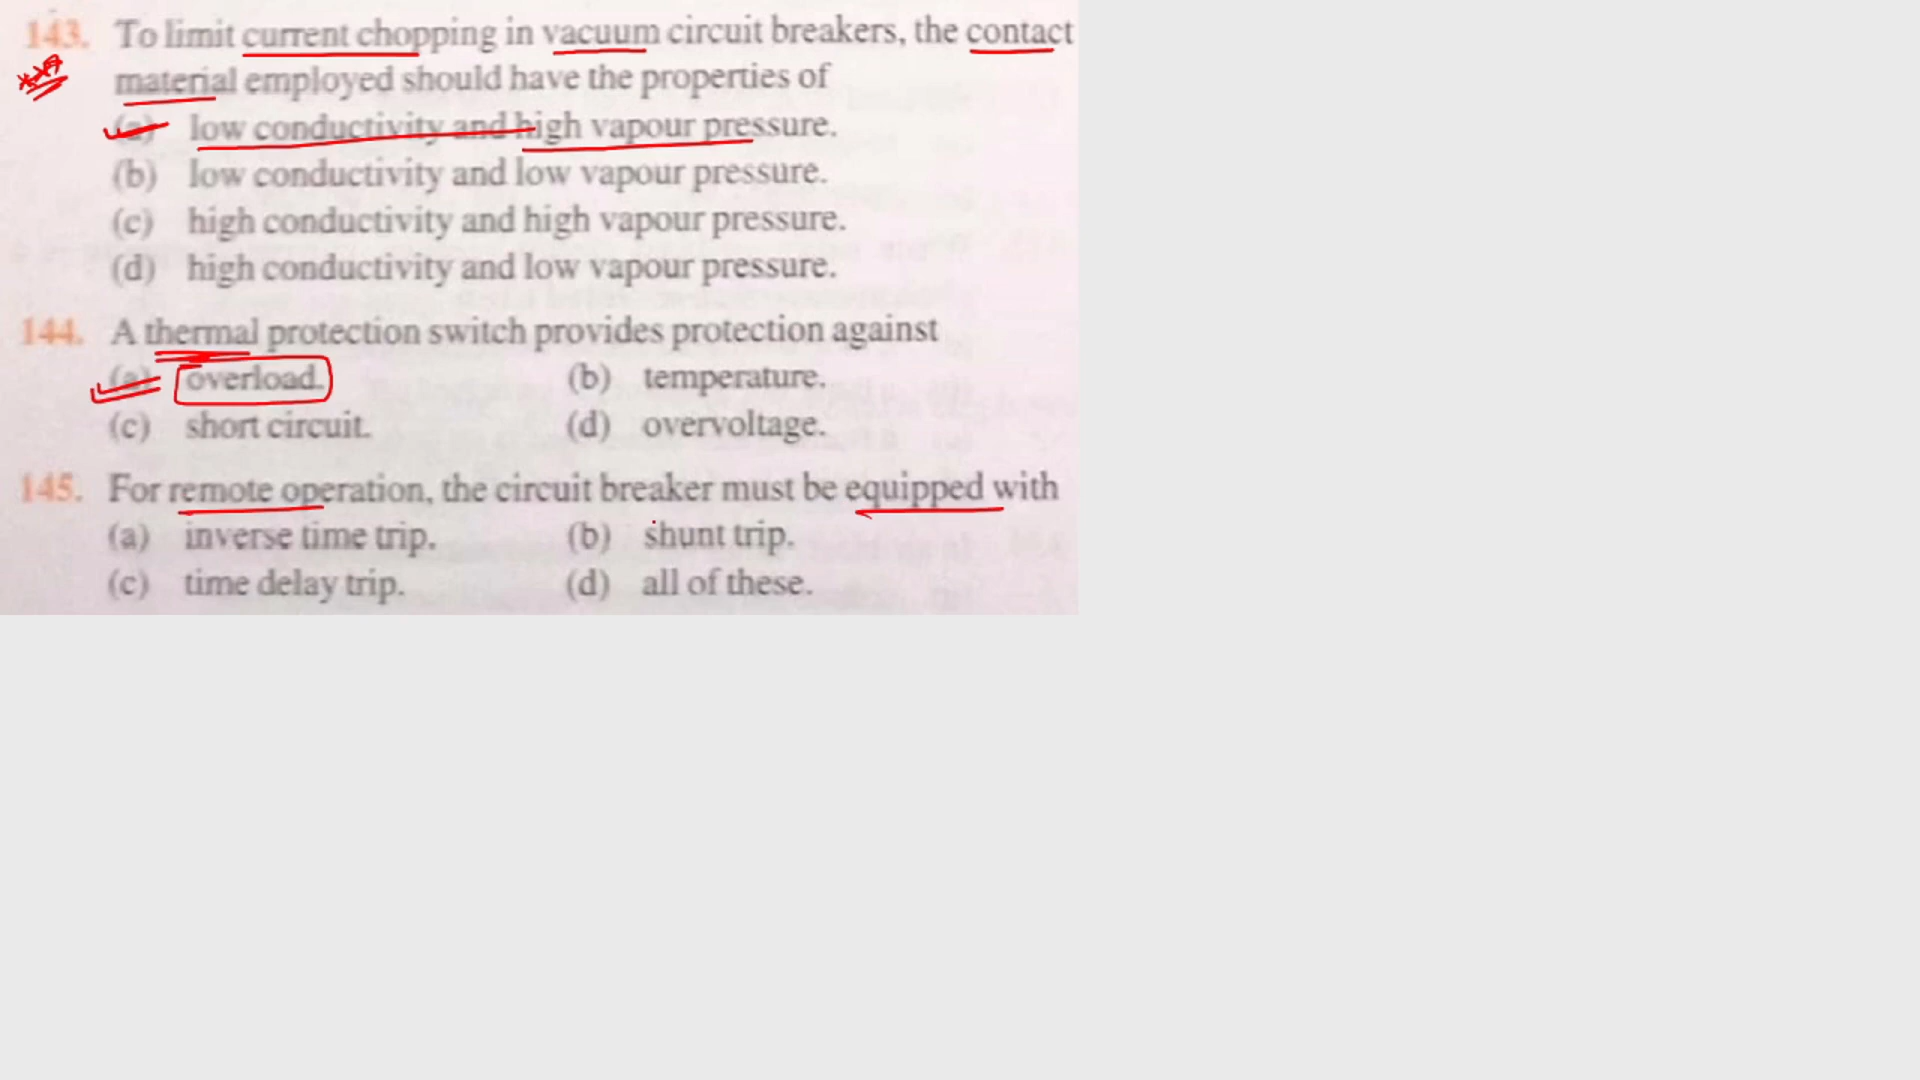 143. To limit current chopping in vacuum circuit breakers, the contact
material employed should have the properties of
(a) low conductivity and high vapour pressure.
(b) low conductivity and low vapour pressure.
(c) high conductivity and high vapour pressure.
(d) high conductivity and low vapour pressure.
144. A thermal protection switch provides protection against
(a) overload. (b) temperature.
(c) short circuit. (d) overvoltage.
145. For remote operation, the circuit breaker must be equipped with
(a) inverse time trip. (b) shunt trip.
(c) time delay trip. (d) all of these.